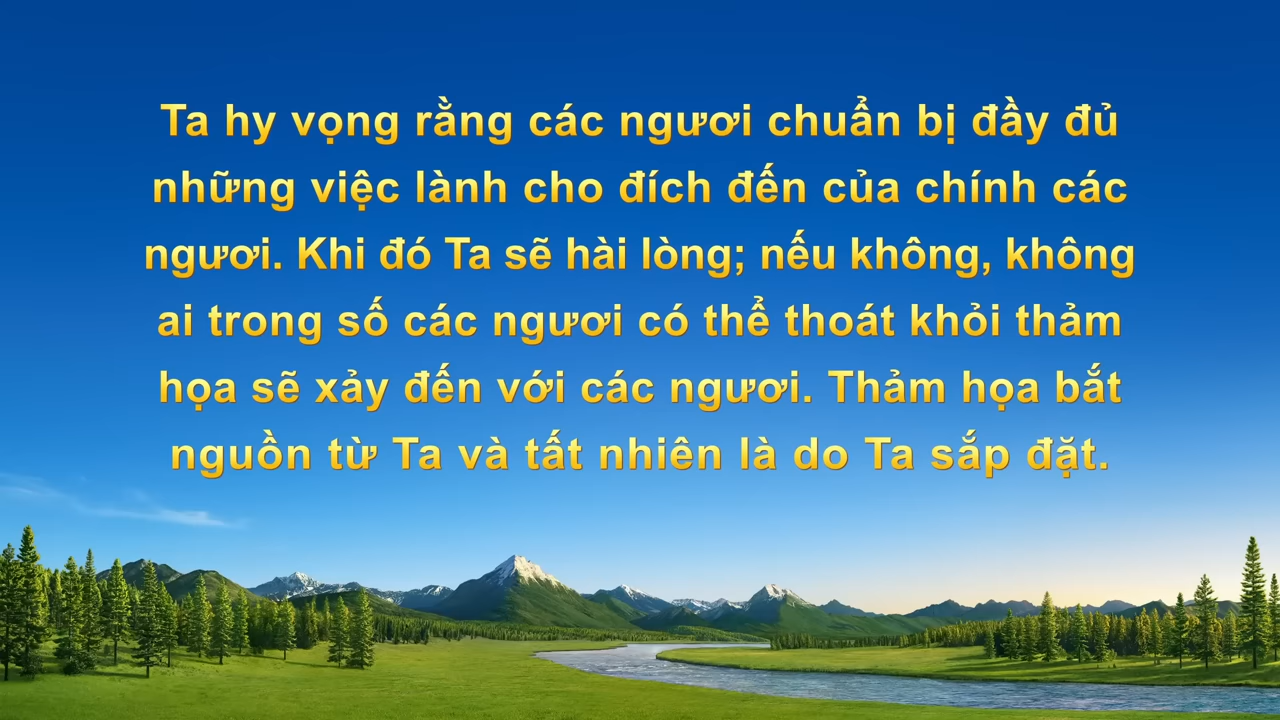 Ta hy vọng rằng các ngươi chuẩn bị đầy đủ
những việc lành cho đích đến của chính các
ngươi. Khi đó Ta sẽ hài lòng; nếu không, không
ai trong số các ngươi có thể thoát khỏi thảm
họa sẽ xảy đến với các ngươi. Thảm họa bắt
nguồn từ Ta và tất nhiên là do Ta sắp đặt.